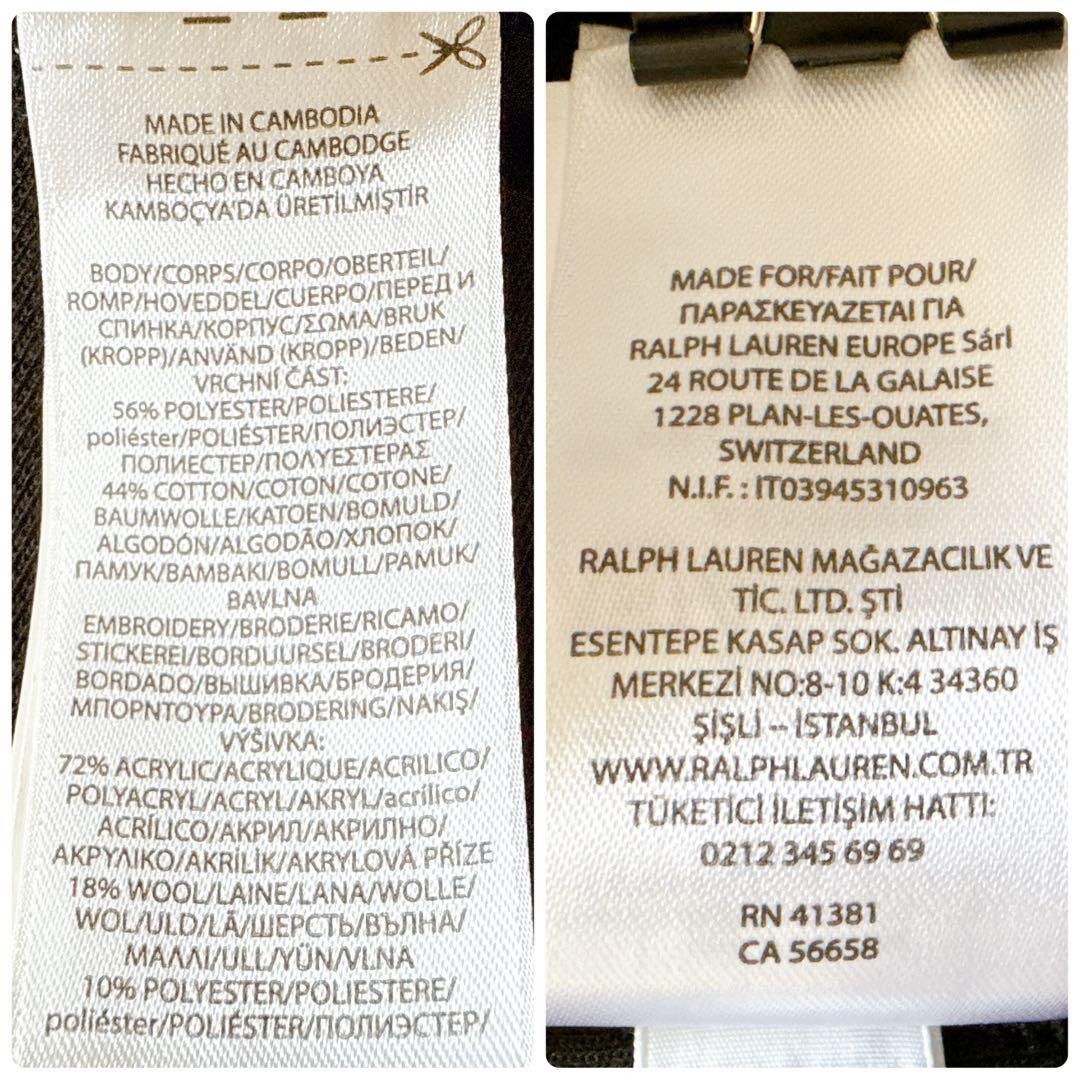 MADE IN CAMBODIA
FABRIQUÉ AU CAMBODGE
HECHO EN CAMBOYA
KAMBOÇYA'DA ÜRETİLMİŞTİR
BODY/CORPS/CORPO/OBERTEIL/
ROMP/HOVEDDEL/CUERPO/ПЕРЕД И
СПИНКА/КОРПУС/ΣΩΜΑ/BRUK
(KROPP)/ANVÄND (KROPP)/BEDEN/
VRCHNÍ ČÁST:
56% POLYESTER/POLIESTERE/
poliéster/POLIÉSTER/ПОЛИЭСТЕР/
ПОЛИЕСТЕР/ΠΟΛΥΕΣΤΕΡΑΣ
44% COTTON/COTON/COTONE/
BAUMWOLLE/KATOEN/BOMULD/
ALGODÓN/ALGODÃO/ХЛОПОК/
ПАМУК/ΒΑΜΒΑΚΙ/BOMULL/PAMUK/
BAVLNA
EMBROIDERY/BRODERIE/RICAMO/
STICKEREI/BORDUURSEL/BRODERI/
BORDADO/ВЫШИВКА/БРОДЕРИЯ/
ΜΠΟΡΝΤΟΥΡΑ/BRODERING/NAKIŞ/
VÝŠIVKA:
72% ACRYLIC/ACRYLIQUE/ACRILICO/
POLYACRYL/ACRYL/AKRYL/acrílico/
ACRÍLICO/АКРИЛ/АКРИЛНО/
ΑΚΡΥΛΙΚΟ/AKRİLİK/AKRYLOVÁ PŘÍZE
18% WOOL/LAINE/LANA/WOLLE/
WOL/ULD/LÃ/ШЕРСТЬ/ВЪЛНА/
ΜΑΛΛΙ/ULL/YÜN/VLNA
10% POLYESTER/POLIESTERE/
poliéster/POLIÉSTER/ПОЛИЭСТЕР/
MADE FOR/FAIT POUR/
ΠΑΡΑΣΚΕΥΑΖΕΤΑΙ ΓΙΑ
RALPH LAUREN EUROPE Sárl
24 ROUTE DE LA GALAISE
1228 PLAN-LES-OUATES,
SWITZERLAND
N.I.F. : IT03945310963
RALPH LAUREN MAĞAZACILIK VE
TİC. LTD. ŞTİ
ESENTEPE KASAP SOK. ALTINAY İŞ
MERKEZİ NO:8-10 K:4 34360
ŞİŞLİ -- İSTANBUL
WWW.RALPHLAUREN.COM.TR
TÜKETİCİ İLETİŞİM HATTI:
0212 345 69 69
RN 41381
CA 56658